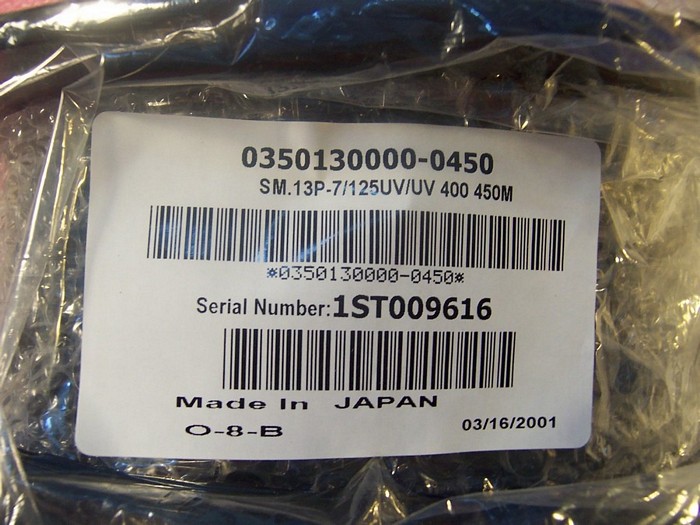 0350130000-0450
SM.13P-7/125UV/UV 400 450M
*0350130000-0450*
Serial Number:1ST009616
Made In JAPAN
O-8-B
03/16/2001